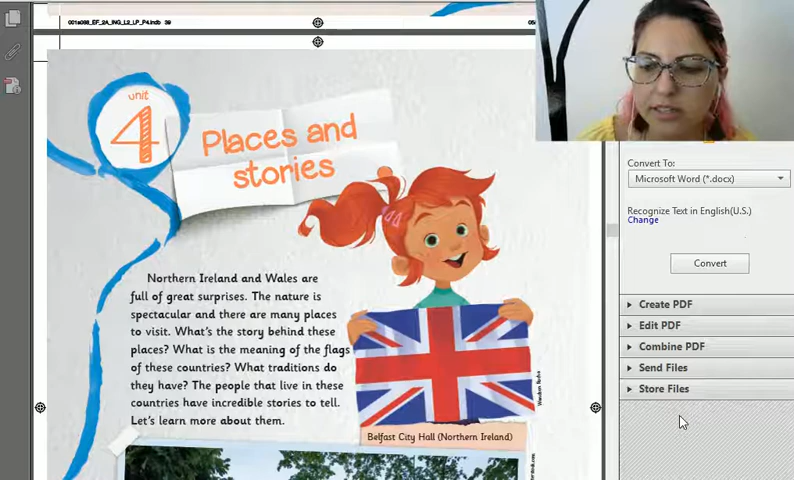 001a088_EF_2A_ING_L2_LP_P4.indb 39
unit
4
Places and
stories
Northern Ireland and Wales are
full of great surprises. The nature is
spectacular and there are many places
to visit. What's the story behind these
places? What is the meaning of the flags
of these countries? What traditions do
they have? The people that live in these
countries have incredible stories to tell.
Let's learn more about them.
Belfast City Hall (Northern Ireland)
Convert To:
Microsoft Word (*.docx)
Recognize Text in English(U.S.)
Change
Convert
Create PDF
Edit PDF
Combine PDF
Send Files
Store Files